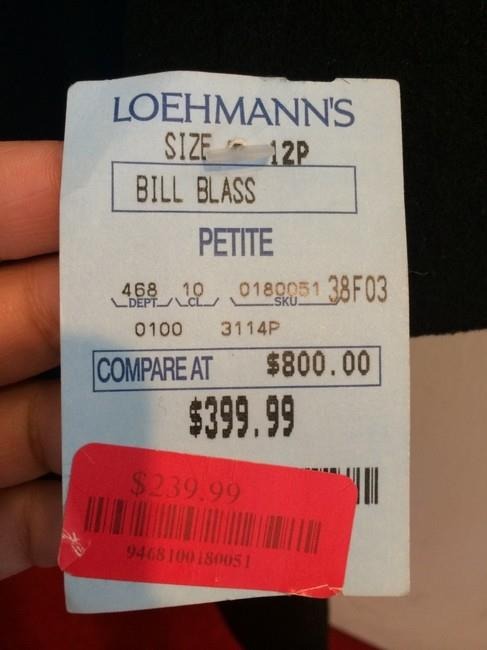 LOEHMANN'S
SIZE 12P
BILL BLASS
PETITE
468 10 0180051 38F03
DEPT. CL. SKU
0100 3114P
COMPARE AT $800.00
$399.99
$239.99
9468100180051